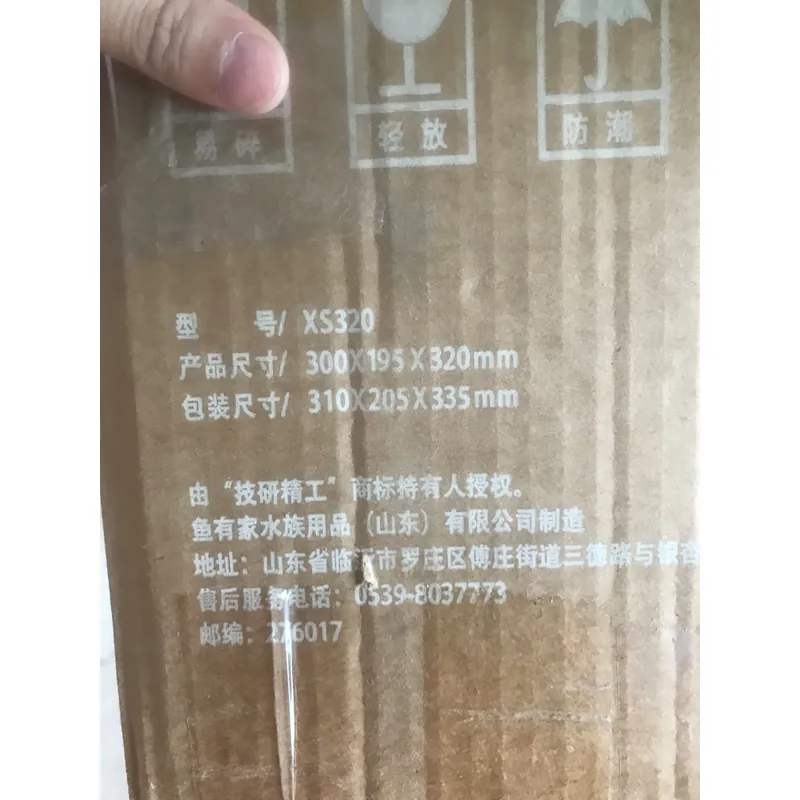 易碎
轻放
防潮
型 号/ XS320
产品尺寸/ 300X195X320mm
包装尺寸/ 310X205X335mm
由“技研精工”商标持有人授权。
鱼有家水族用品（山东）有限公司制造
地址：山东省临沂市罗庄区傅庄街道三德路与银杏
售后服务电话：0539-8037773
邮编：276017